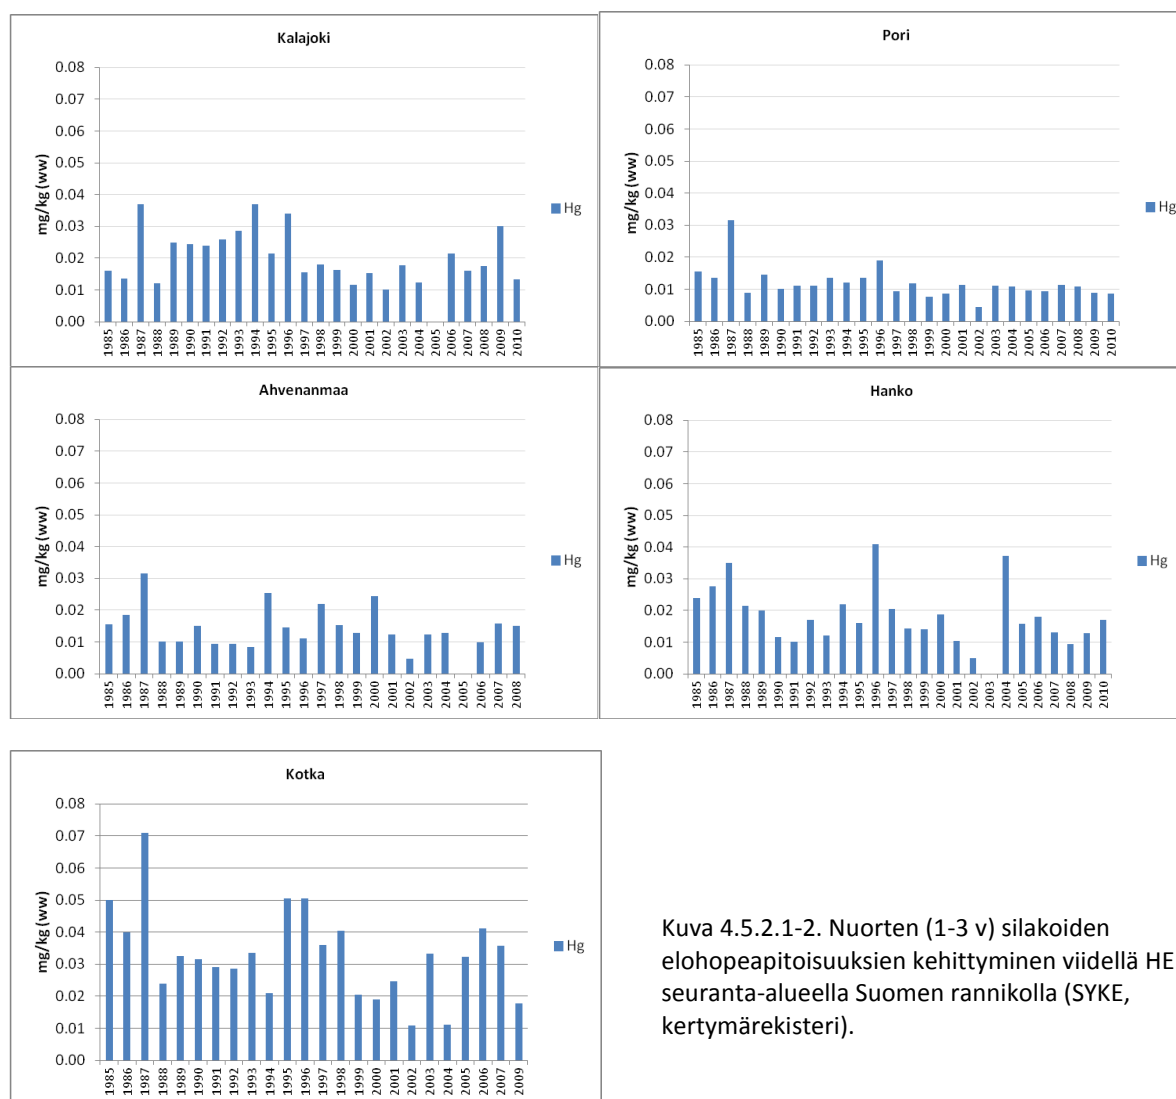 Kalajoki
0.08
0.07
0.06
0.05
0.04
0.03
0.02
0.01
0.00
mg/kg (ww)
Hg
1985 1986 1987 1988 1989 1990 1991 1992 1993 1994 1995 1996 1997 1998 1999 2000 2001 2002 2003 2004 2005 2006 2007 2008 2009 2010
Pori
0.08
0.07
0.06
0.05
0.04
0.03
0.02
0.01
0.00
mg/kg (ww)
Hg
1985 1986 1987 1988 1989 1990 1991 1992 1993 1994 1995 1996 1997 1998 1999 2000 2001 2002 2003 2004 2005 2006 2007 2008 2009 2010
Ahvenanmaa
0.08
0.07
0.06
0.05
0.04
0.03
0.02
0.01
0.00
mg/kg (ww)
Hg
1985 1986 1987 1988 1989 1990 1991 1992 1993 1994 1995 1996 1997 1998 1999 2000 2001 2002 2003 2004 2005 2006 2007 2008
Hanko
0.08
0.07
0.06
0.05
0.04
0.03
0.02
0.01
0.00
mg/kg (ww)
Hg
1985 1986 1987 1988 1989 1990 1991 1992 1993 1994 1995 1996 1997 1998 1999 2000 2001 2002 2003 2004 2005 2006 2007 2008 2009 2010
Kotka
0.08
0.07
0.06
0.05
0.04
0.03
0.02
0.01
0.00
mg/kg (ww)
Hg
1985 1986 1987 1988 1989 1990 1991 1992 1993 1994 1995 1996 1997 1998 1999 2000 2001 2002 2003 2004 2005 2006 2007 2009
Kuva 4.5.2.1-2. Nuorten (1-3 v) silakoiden
elohopeapitoisuuksien kehittyminen viidellä HE
seuranta-alueella Suomen rannikolla (SYKE,
kertymärekisteri).